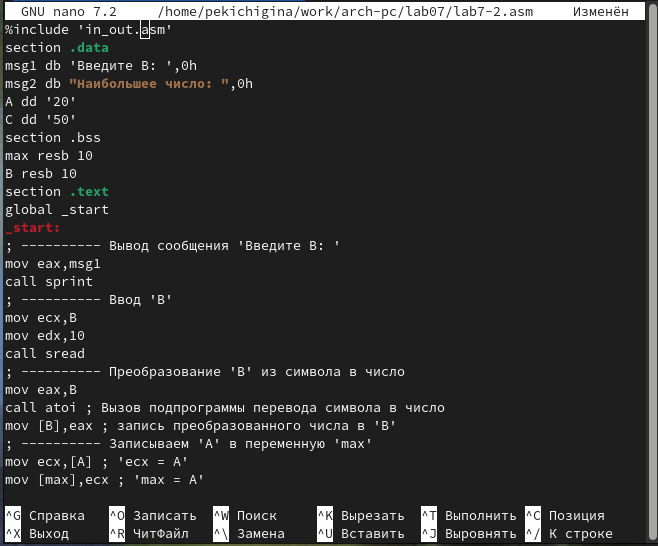 GNU nano 7.2 /home/pekichigina/work/arch-pc/lab07/lab7-2.asm Изменён
%include 'in_out.asm'
section .data
msg1 db 'Введите B: ',0h
msg2 db "Наибольшее число: ",0h
A dd '20'
C dd '50'
section .bss
max resb 10
B resb 10
section .text
global _start
_start:
; ---------- Вывод сообщения 'Введите B: '
mov eax,msg1
call sprint
; ---------- Ввод 'B'
mov ecx,B
mov edx,10
call sread
; ---------- Преобразование 'B' из символа в число
mov eax,B
call atoi ; Вызов подпрограммы перевода символа в число
mov [B],eax ; запись преобразованного числа в 'B'
; ---------- Записываем 'A' в переменную 'max'
mov ecx,[A] ; 'ecx = A'
mov [max],ecx ; 'max = A'
^G Справка ^O Записать ^W Поиск ^K Вырезать ^T Выполнить ^C Позиция
^X Выход ^R ЧитФайл ^\ Замена ^U Вставить ^J Выровнять ^/ К строке